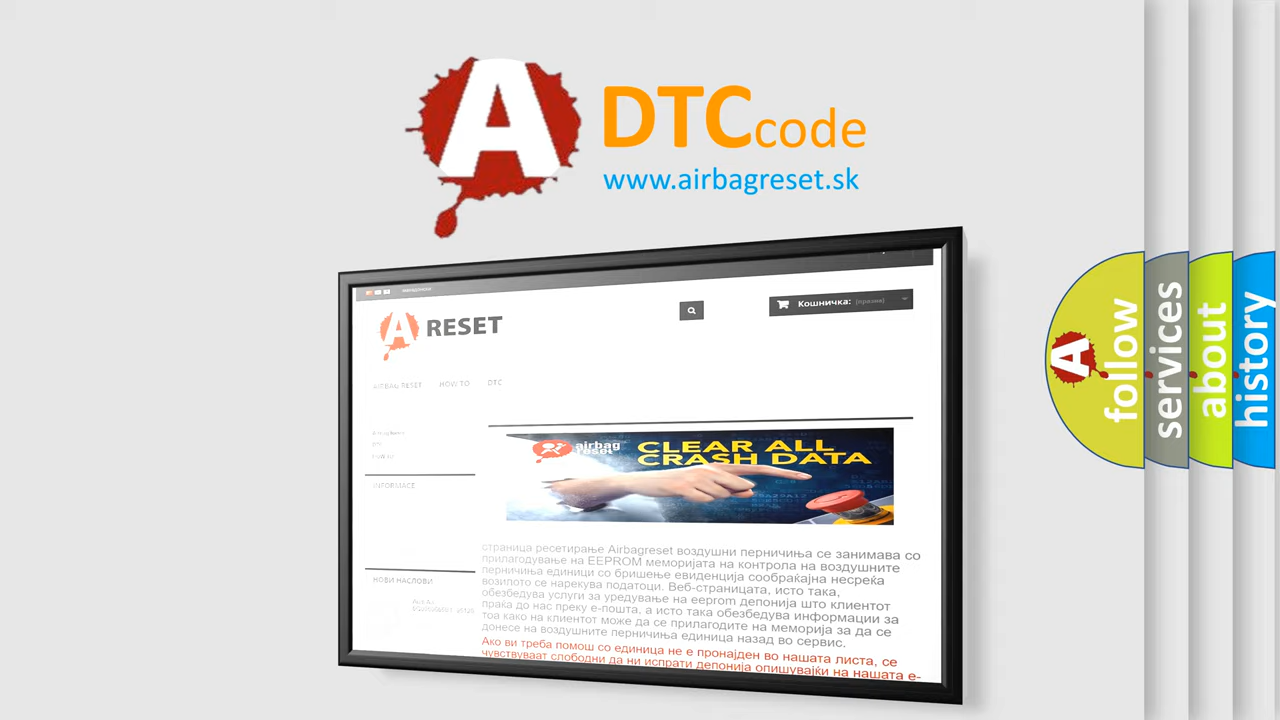 A DTCcode
www.airbagreset.sk
Кошничка: (празна)
A RESET
AIRBAG RESET HOW TO DTC
airbag
reset
CLEAR ALL
CRASH DATA
INFORMACE
страница ресетирање Airbagreset воздушни перничиња се занимава со
прилагодување на EEPROM меморијата на контрола на воздушните
перничиња единици со бришење евиденција сообраќајна несреќа
возилото се нарекува податоци. Веб-страницата, исто така,
обезбедува услуги за уредување на eeprom депонија што клиентот
праќа до нас преку е-пошта, а исто така обезбедува информации за
тоа како на клиентот може да се прилагодите на меморија за да се
донесе на воздушните перничиња единица назад во сервис.
НОВИ НАСЛОВИ
Ако ви треба помош со единица не е пронајден во нашата листа, се
чувствуваат слободни да ни испрати депонија опишувајќи на нашата е-
A follow
services
about
history